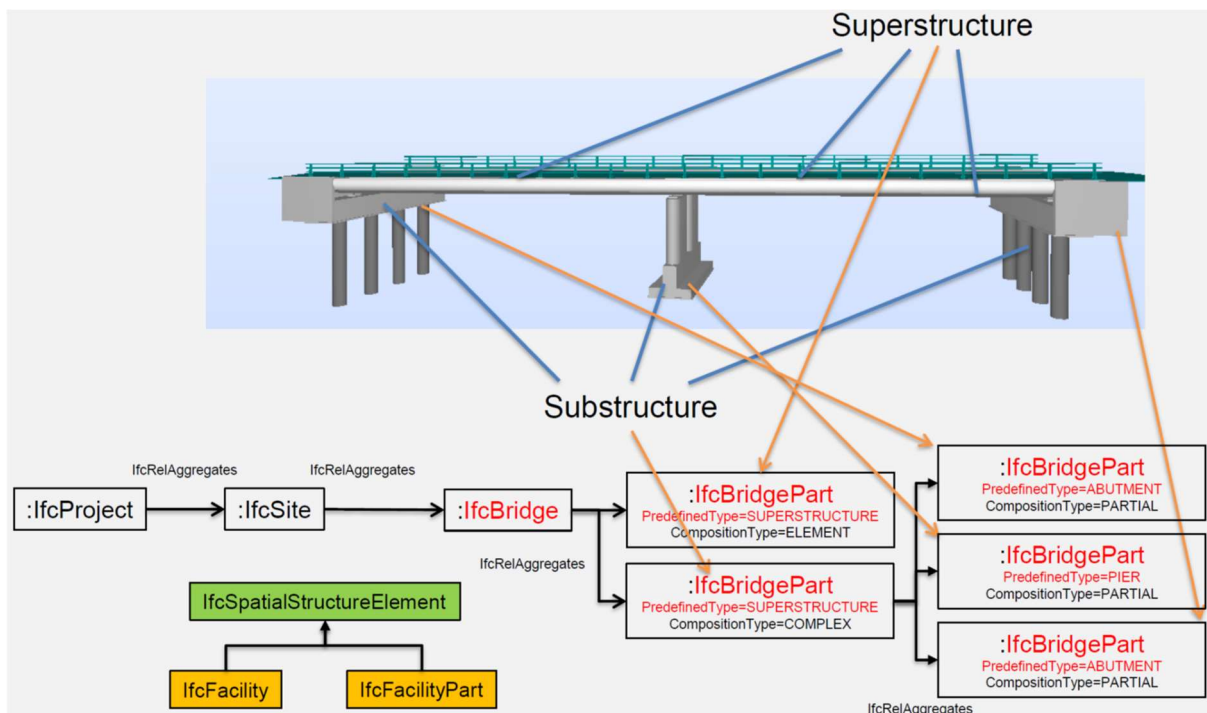 Superstructure
Substructure
IfcRelAggregates
IfcRelAggregates
:IfcProject
:IfcSite
:IfcBridge
IfcRelAggregates
:IfcBridgePart
PredefinedType=SUPERSTRUCTURE
CompositionType=ELEMENT
:IfcBridgePart
PredefinedType=SUPERSTRUCTURE
CompositionType=COMPLEX
:IfcBridgePart
PredefinedType=ABUTMENT
CompositionType=PARTIAL
:IfcBridgePart
PredefinedType=PIER
CompositionType=PARTIAL
:IfcBridgePart
PredefinedType=ABUTMENT
CompositionType=PARTIAL
IfcRelAggregates
IfcSpatialStructureElement
IfcFacility
IfcFacilityPart